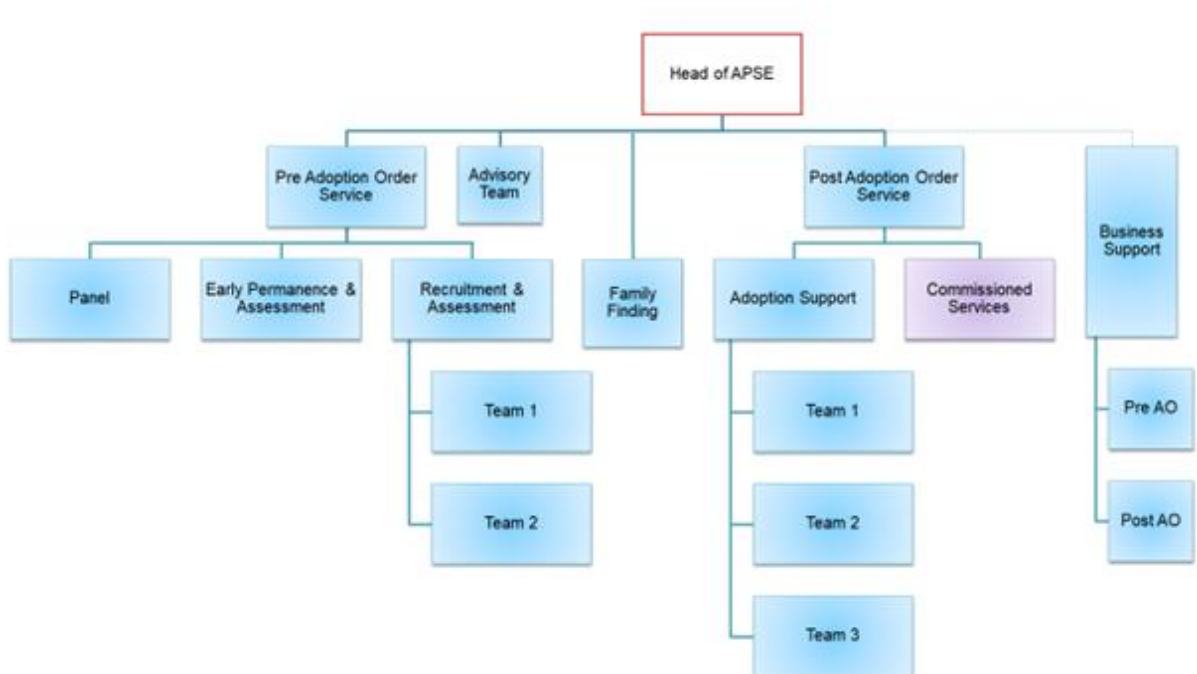 Head of APSE
Pre Adoption Order
Service
Advisory
Team
Post Adoption Order
Service
Business
Support
Panel
Early Permanence &
Assessment
Recruitment &
Assessment
Family
Finding
Adoption Support
Commissioned
Services
Team 1
Team 1
Pre AO
Team 2
Team 2
Post AO
Team 3